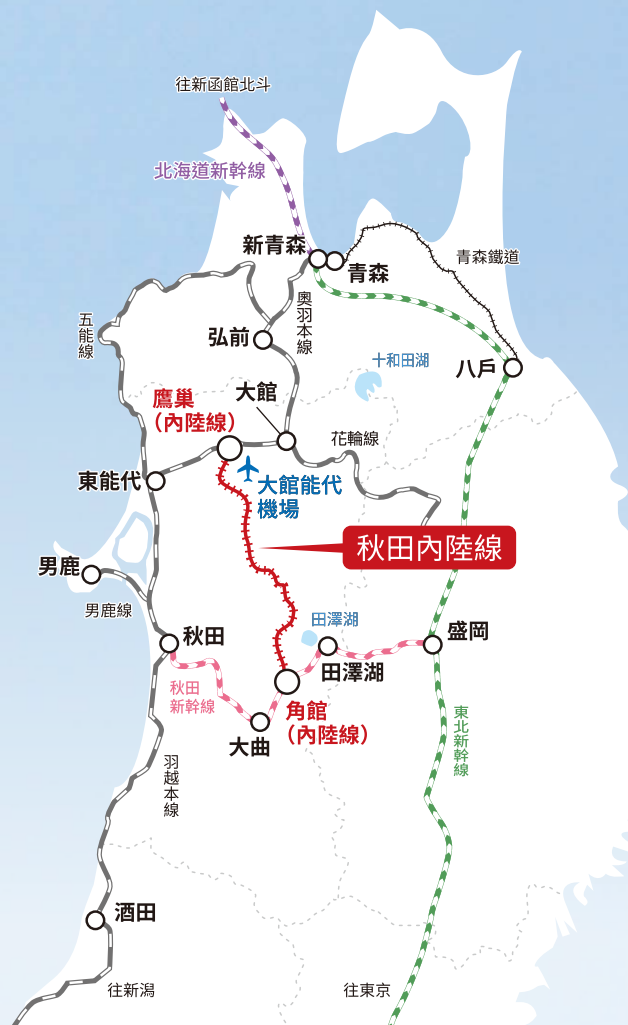 往新函館北斗
北海道新幹線
新青森
青森
青森鐵道
五
能
線
奧
羽
本
線
弘前
十和田湖
八戶
鷹巢
(內陸線)
大館
花輪線
東能代
大館能代
機場
秋田內陸線
男鹿
男鹿線
秋田
田澤湖
盛岡
田澤湖
秋田
新幹線
角館
(內陸線)
大曲
東
北
新
幹
線
羽
越
本
線
酒田
往新潟
往東京